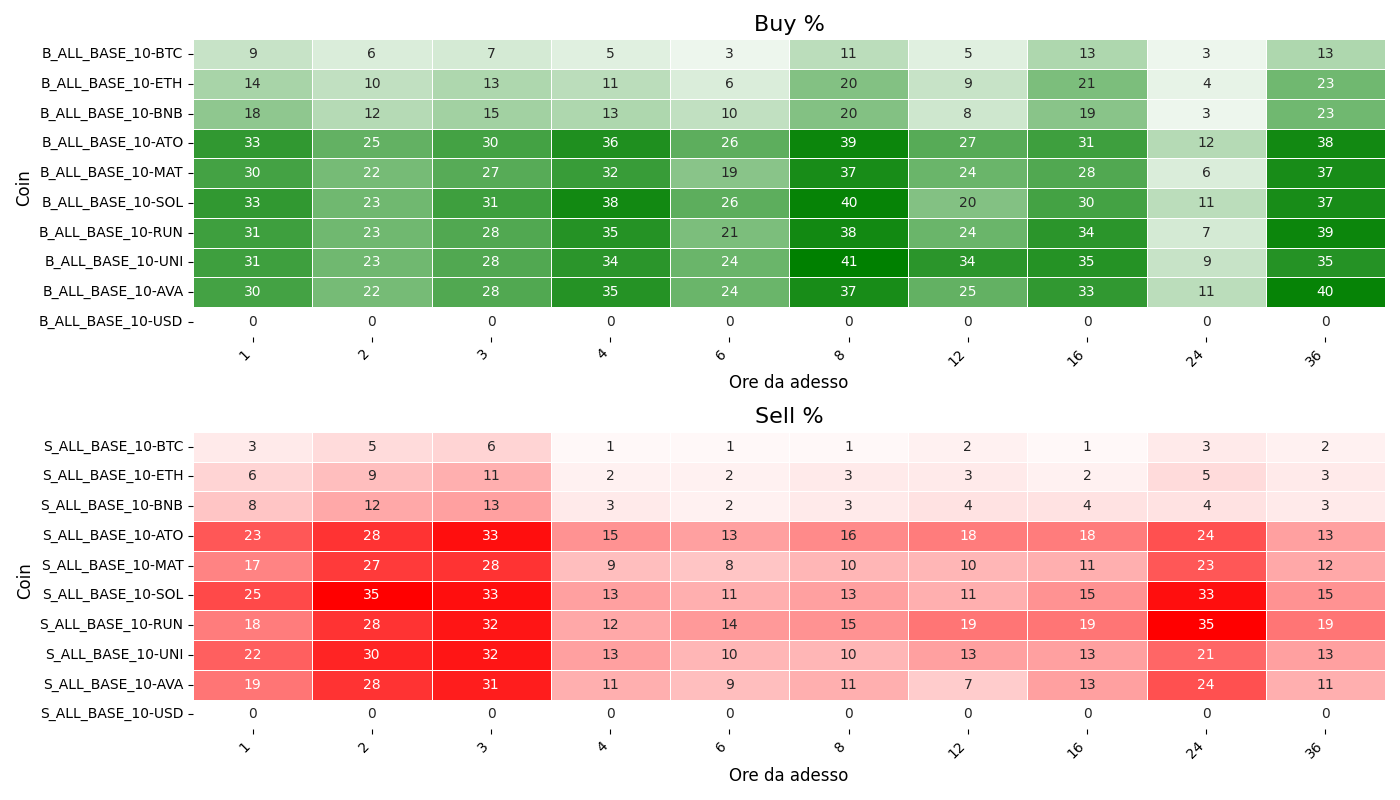 Buy %
Coin
B_ALL_BASE_10-BTC 9 6 7 5 3 11 5 13 3 13
B_ALL_BASE_10-ETH 14 10 13 11 6 20 9 21 4 23
B_ALL_BASE_10-BNB 18 12 15 13 10 20 8 19 3 23
B_ALL_BASE_10-ATO 33 25 30 36 26 39 27 31 12 38
B_ALL_BASE_10-MAT 30 22 27 32 19 37 24 28 6 37
B_ALL_BASE_10-SOL 33 23 31 38 26 40 20 30 11 37
B_ALL_BASE_10-RUN 31 23 28 35 21 38 24 34 7 39
B_ALL_BASE_10-UNI 31 23 28 34 24 41 34 35 9 35
B_ALL_BASE_10-AVA 30 22 28 35 24 37 25 33 11 40
B_ALL_BASE_10-USD 0 0 0 0 0 0 0 0 0 0
1 2 3 4 6 8 12 16 24 36
Ore da adesso
Sell %
Coin
S_ALL_BASE_10-BTC 3 5 6 1 1 1 2 1 3 2
S_ALL_BASE_10-ETH 6 9 11 2 2 3 3 2 5 3
S_ALL_BASE_10-BNB 8 12 13 3 2 3 4 4 4 3
S_ALL_BASE_10-ATO 23 28 33 15 13 16 18 18 24 13
S_ALL_BASE_10-MAT 17 27 28 9 8 10 10 11 23 12
S_ALL_BASE_10-SOL 25 35 33 13 11 13 11 15 33 15
S_ALL_BASE_10-RUN 18 28 32 12 14 15 19 19 35 19
S_ALL_BASE_10-UNI 22 30 32 13 10 10 13 13 21 13
S_ALL_BASE_10-AVA 19 28 31 11 9 11 7 13 24 11
S_ALL_BASE_10-USD 0 0 0 0 0 0 0 0 0 0
1 2 3 4 6 8 12 16 24 36
Ore da adesso